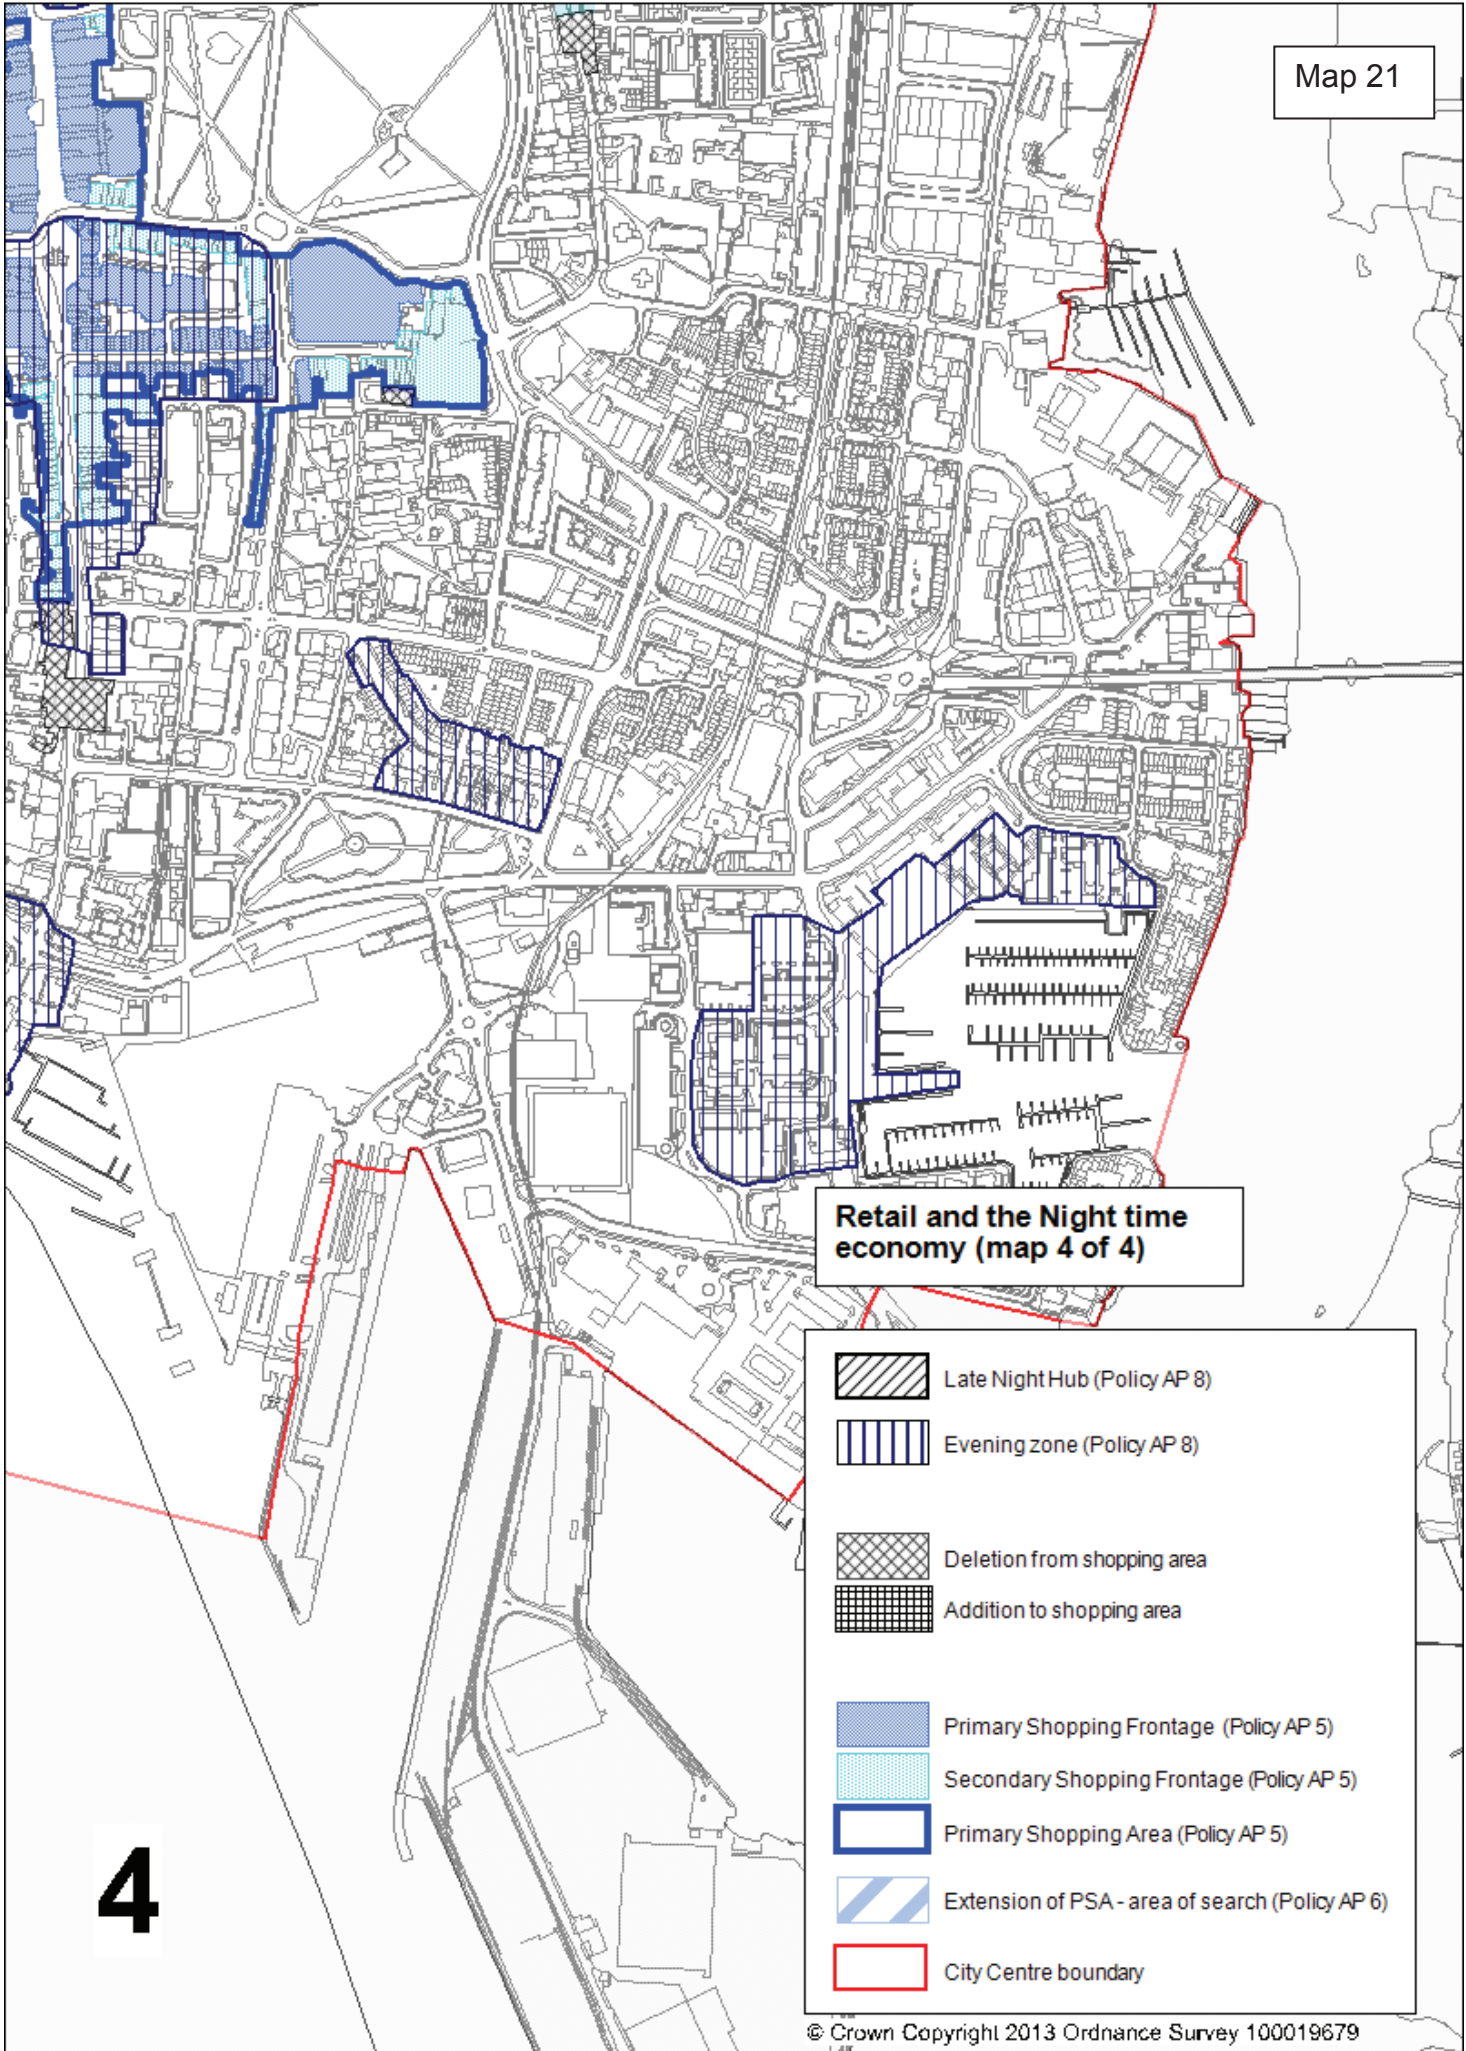 Map 21
Retail and the Night time
economy (map 4 of 4)
Late Night Hub (Policy AP 8)
Evening zone (Policy AP 8)
Deletion from shopping area
Addition to shopping area
Primary Shopping Frontage (Policy AP 5)
Secondary Shopping Frontage (Policy AP 5)
Primary Shopping Area (Policy AP 5)
Extension of PSA - area of search (Policy AP 6)
City Centre boundary
4
© Crown Copyright 2013 Ordnance Survey 100019679